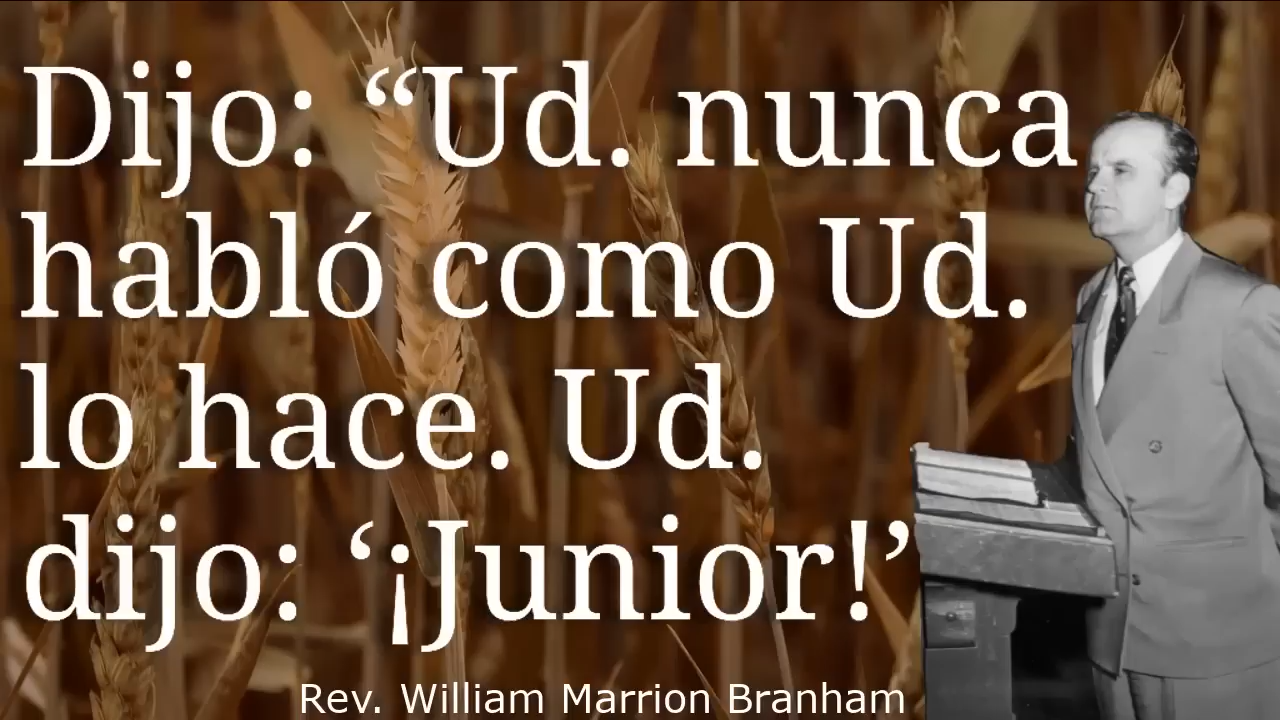 Dijo: “Ud. nunca
habló como Ud.
lo hace. Ud.
dijo: ‘¡Junior!’
Rev. William Marrion Branham